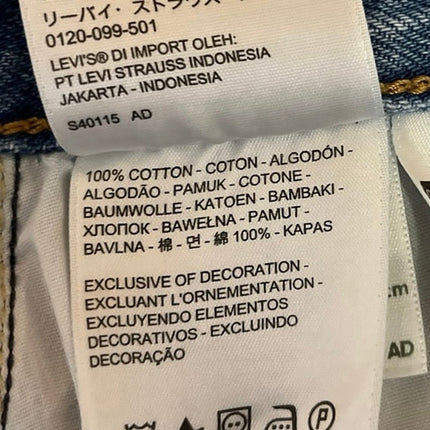 リーバイ・ストラウス
0120-099-501
LEVI'S® DI IMPORT OLEH:
PT LEVI STRAUSS INDONESIA
JAKARTA - INDONESIA
S40115 AD
100% COTTON - COTON - ALGODÓN -
ALGODÃO - PAMUK - COTONE -
BAUMWOLLE - KATOEN - BAMBAKI -
ХЛОПОК - BAWEŁNA - PAMUT -
BAVLNA - 棉 - 면 - 綿 100% - KAPAS
EXCLUSIVE OF DECORATION -
EXCLUANT L'ORNEMENTATION -
EXCLUYENDO ELEMENTOS
DECORATIVOS - EXCLUINDO
DECORAÇÃO
cm
AD
P